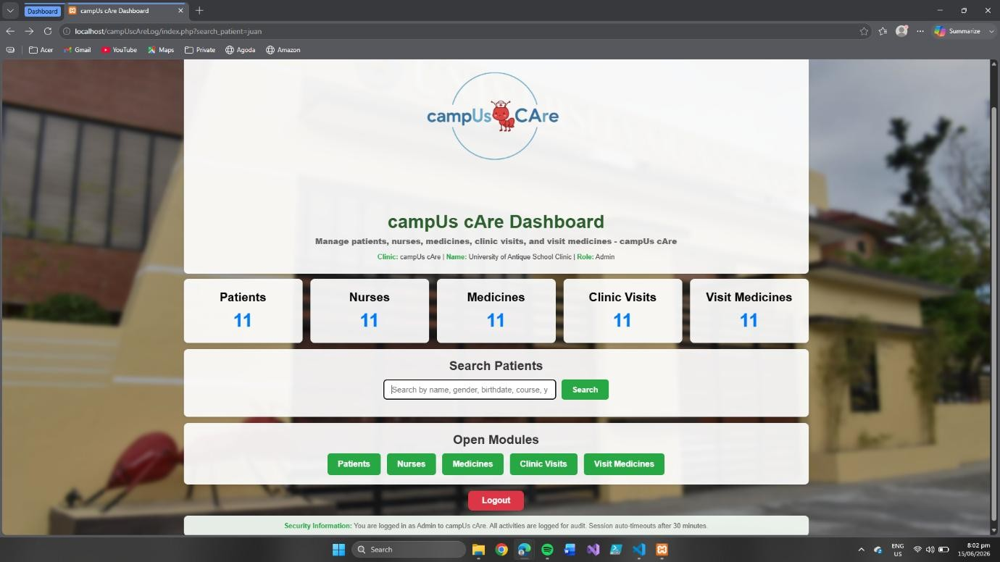 Dashboard
campUs cAre Dashboard
localhost/campUscAreLog/index.php?search_patient=juan
Summarize
Acer
Gmail
YouTube
Maps
Private
Agoda
Amazon
campUs CAre
campUs cAre Dashboard
Manage patients, nurses, medicines, clinic visits, and visit medicines - campUs cAre
Clinic: campUs cAre | Name: University of Antique School Clinic | Role: Admin
Patients
11
Nurses
11
Medicines
11
Clinic Visits
11
Visit Medicines
11
Search Patients
Search by name, gender, birthdate, course, y
Search
Open Modules
Patients
Nurses
Medicines
Clinic Visits
Visit Medicines
Logout
Security Information: You are logged in as Admin to campUs cAre. All activities are logged for audit. Session auto-timeouts after 30 minutes.
Search
ENG
US
8:02 pm
15/06/2026